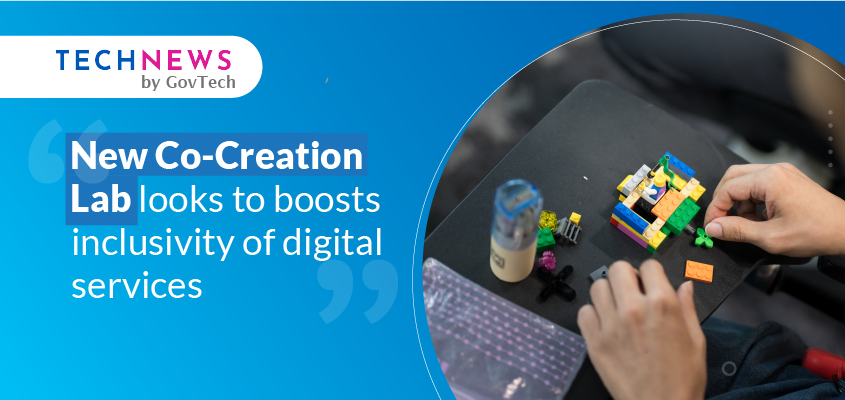 TECHNEWS
by GovTech
“
New Co-Creation
Lab looks to boosts
inclusivity of digital
services
”